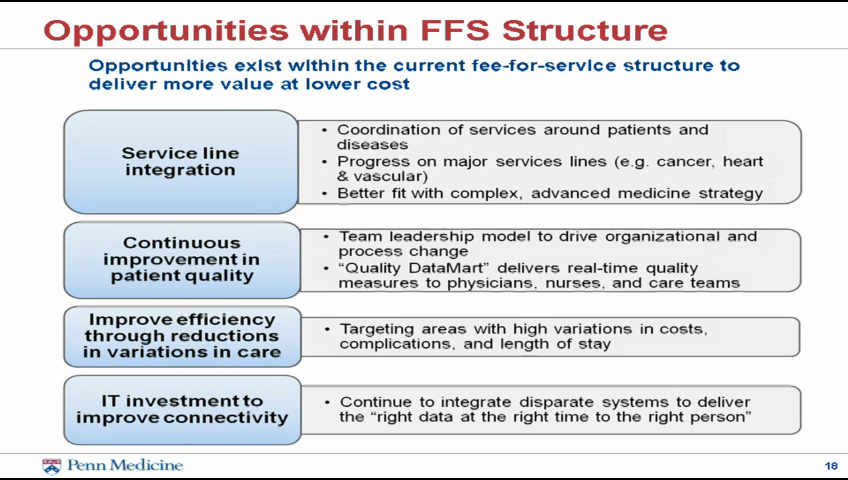 Opportunities within FFS Structure
Opportunities exist within the current fee-for-service structure to
deliver more value at lower cost
Service line
integration
• Coordination of services around patients and
diseases
• Progress on major services lines (e.g. cancer, heart
& vascular)
• Better fit with complex, advanced medicine strategy
Continuous
improvement in
patient quality
• Team leadership model to drive organizational and
process change
• “Quality DataMart” delivers real-time quality
measures to physicians, nurses, and care teams
Improve efficiency
through reductions
in variations in care
• Targeting areas with high variations in costs,
complications, and length of stay
IT investment to
improve connectivity
• Continue to integrate disparate systems to deliver
the “right data at the right time to the right person”
Penn Medicine
18